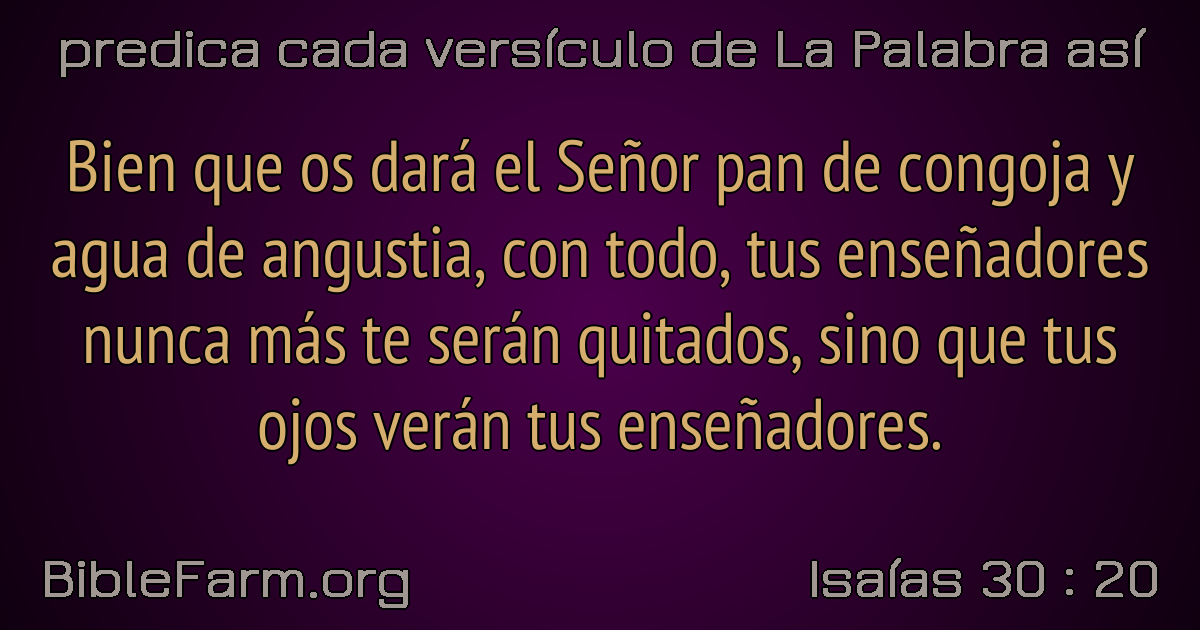 predica cada versículo de La Palabra así
Bien que os dará el Señor pan de congoja y
agua de angustia, con todo, tus enseñadores
nunca más te serán quitados, sino que tus
ojos verán tus enseñadores.
BibleFarm.org
Isaías 30 : 20